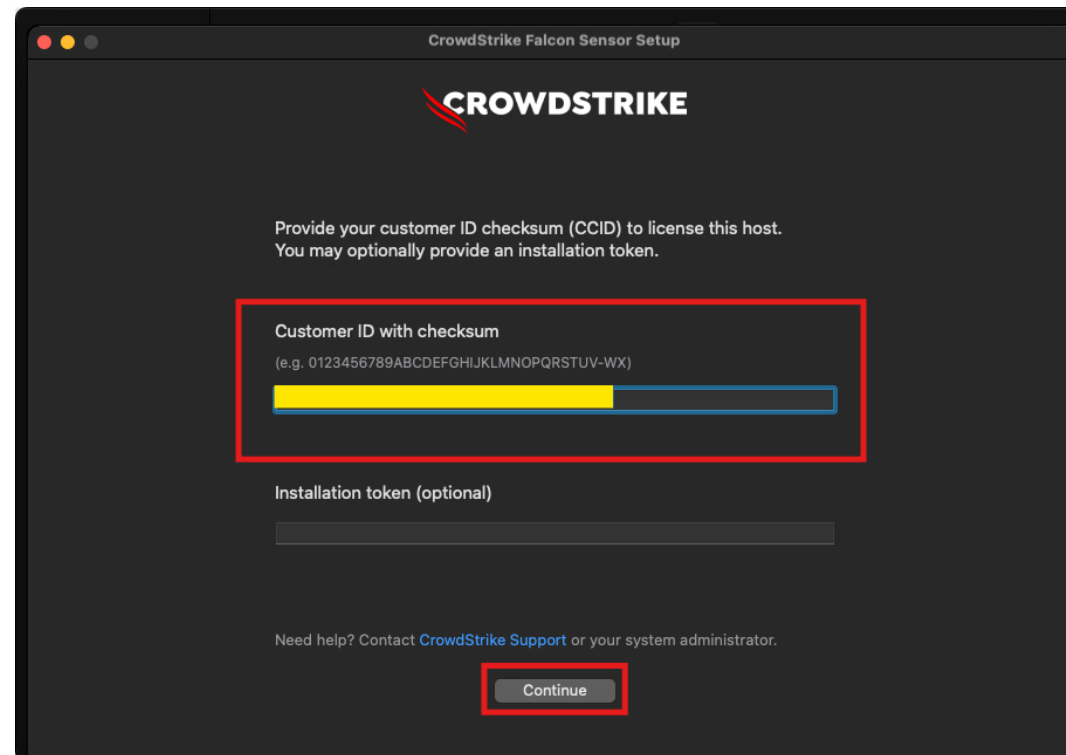 CrowdStrike Falcon Sensor Setup
CROWDSTRIKE
Provide your customer ID checksum (CCID) to license this host.
You may optionally provide an installation token.
Customer ID with checksum
(e.g. 0123456789ABCDEFGHIJKLMNOPQRSTUV-WX)
Installation token (optional)
Need help? Contact CrowdStrike Support or your system administrator.
Continue